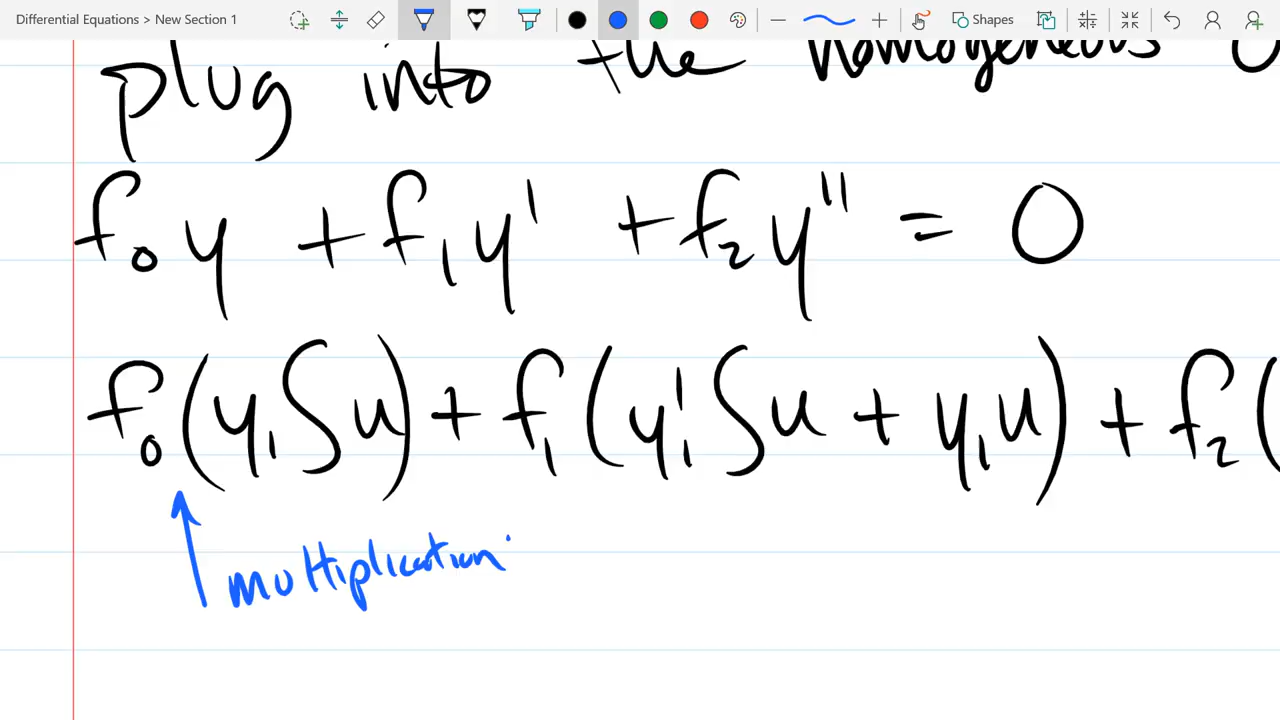 Differential Equations > New Section 1
Shapes
plug into the homogeneous
f₀y + f₁y' + f₂y'' = 0
f₀(y₁∫u) + f₁(y₁'∫u + y₁u) + f₂(
multiplication